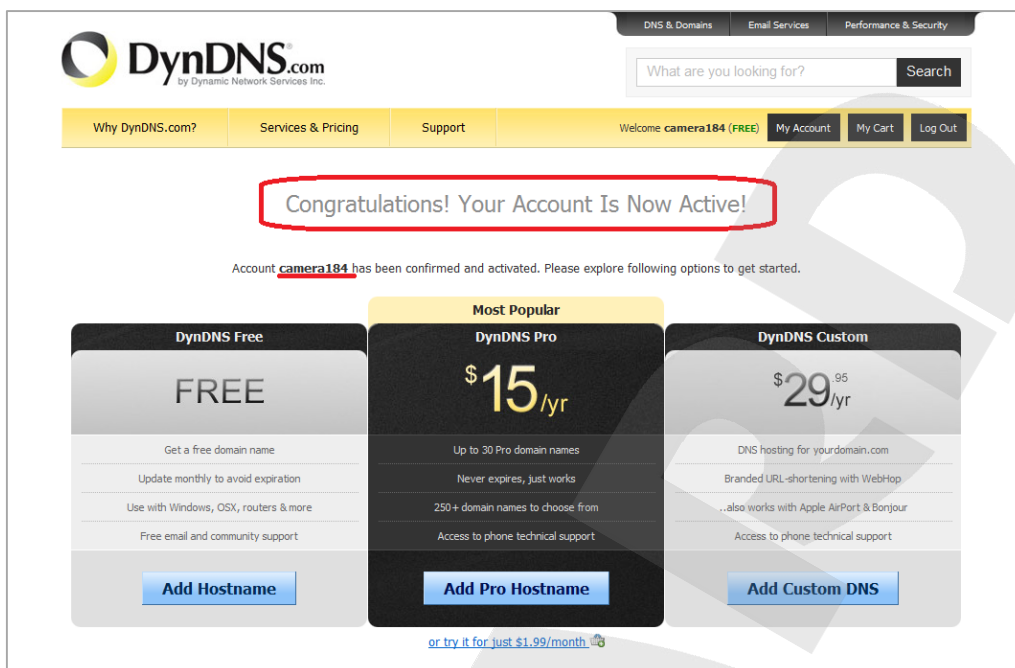 DNS & Domains Email Services Performance & Security
DynDNS.com
by Dynamic Network Services Inc.
What are you looking for? Search
Why DynDNS.com? Services & Pricing Support Welcome camera184 (FREE) My Account My Cart Log Out
Congratulations! Your Account Is Now Active!
Account camera184 has been confirmed and activated. Please explore following options to get started.
Most Popular
DynDNS Free DynDNS Pro DynDNS Custom
FREE $15/yr $29.95/yr
Get a free domain name Up to 30 Pro domain names DNS hosting for yourdomain.com
Update monthly to avoid expiration Never expires, just works Branded URL-shortening with WebHop
Use with Windows, OSX, routers & more 250+ domain names to choose from ..also works with Apple AirPort & Bonjour
Free email and community support Access to phone technical support Access to phone technical support
Add Hostname Add Pro Hostname Add Custom DNS
or try it for just $1.99/month